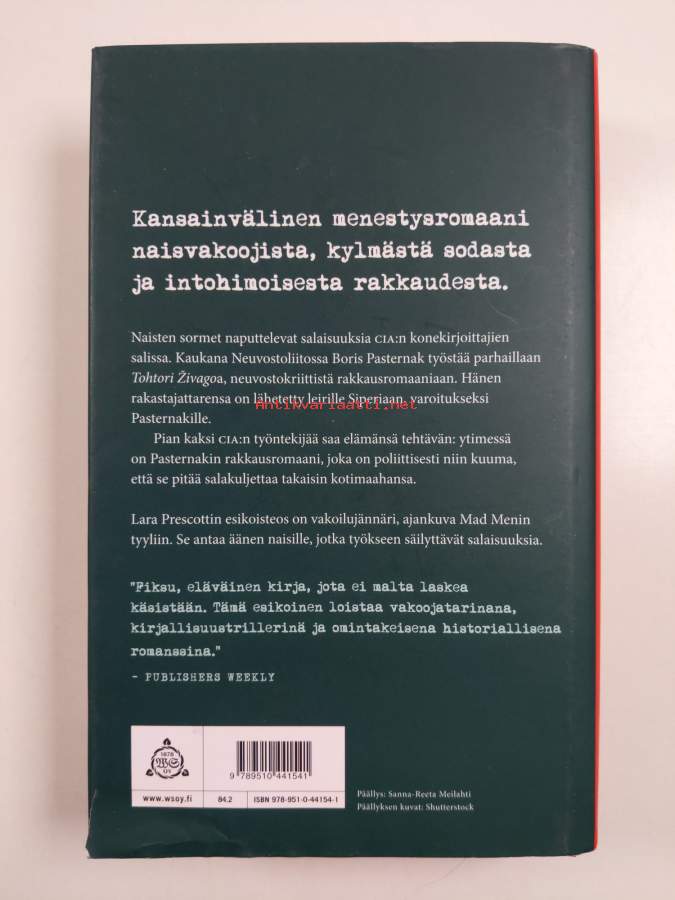 Kansainvälinen menestysromaani
naisvakoojista, kylmästä sodasta
ja intohimoisesta rakkaudesta.
Naisten sormet naputtelevat salaisuuksia CIA:n konekirjoittajien
salissa. Kaukana Neuvostoliitossa Boris Pasternak työstää parhaillaan
Tohtori Živagoa, neuvostokriittistä rakkausromaaniaan. Hänen
rakastajattarensa on lähetetty leirille Siperiaan, varoitukseksi
Antikvariaatti.net
Pasternakille.
Pian kaksi CIA:n työntekijää saa elämänsä tehtävän: ytimessä
on Pasternakin rakkausromaani, joka on poliittisesti niin kuuma,
että se pitää salakuljettaa takaisin kotimaahansa.
Lara Prescottin esikoisteos on vakoilujännäri, ajankuva Mad Menin
tyyliin. Se antaa äänen naisille, jotka työkseen säilyttävät salaisuuksia.
"Fiksu, eläväinen kirja, jota ei malta laskea
käsistään. Tämä esikoinen loistaa vakoojatarinana,
kirjallisuustrillerinä ja omintakeisena historiallisena
romanssina."
– PUBLISHERS WEEKLY
1878
WS
OY
9 789510 441541
www.wsoy.fi
84.2
ISBN 978-951-0-44154-1
Päällys: Sanna-Reeta Meilahti
Päällyksen kuvat: Shutterstock